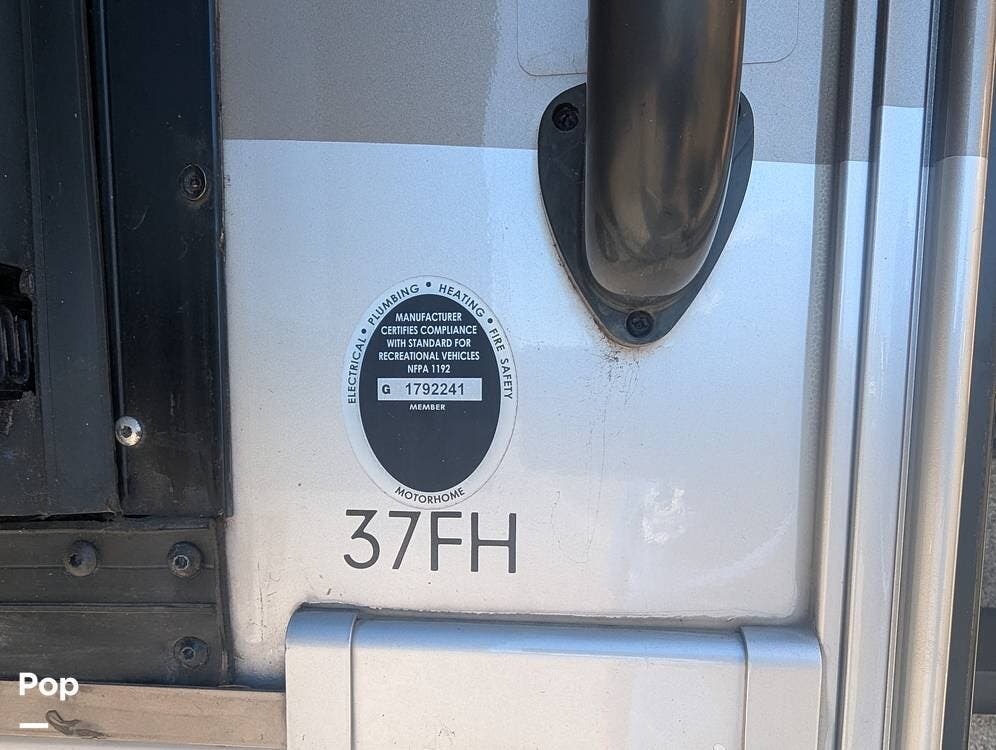 ELECTRICAL • PLUMBING • HEATING • FIRE SAFETY
MANUFACTURER
CERTIFIES COMPLIANCE
WITH STANDARD FOR
RECREATIONAL VEHICLES
NFPA 1192
G 1792241
MEMBER
MOTORHOME
37FH
Pop